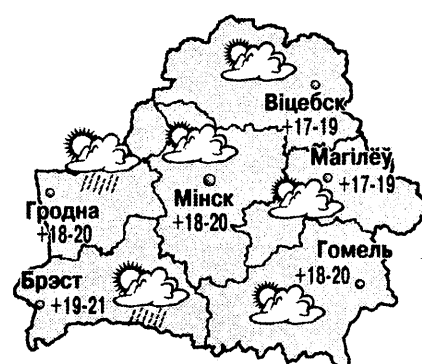 Віцебск
+17-19
Магілёў
+17-19
Мінск
+18-20
Гродна
+18-20
Гомель
+18-20
Брэст
+19-21